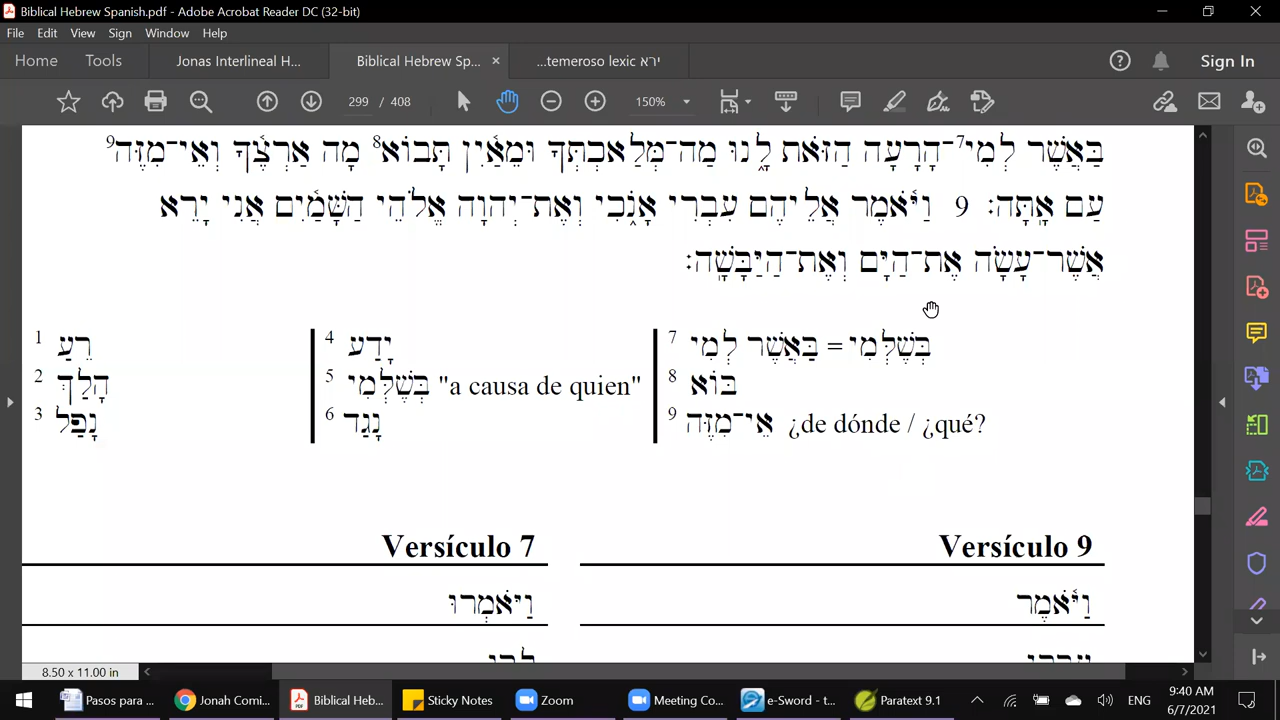 Biblical Hebrew Spanish.pdf - Adobe Acrobat Reader DC (32-bit)
File Edit View Sign Window Help
Home Tools Jonas Interlineal H... Biblical Hebrew Sp... × ...temeroso lexic ירא Sign In
299 / 408 150%
בַּאֲשֶׁר לְמִי⁷־הָרָעָה הַזֹּאת לָ֑נוּ מַה־מְּלַאכְתְּךָ וּמֵאַ֫יִן תָּבוֹא⁸ מָה אַרְצֶ֫ךָ וְאֵי־מִזֶּה⁹
עַם אָֽתָּה׃ 9 וַיֹּ֫אמֶר אֲלֵיהֶם עִבְרִי אָנֹ֑כִי וְאֶת־יְהוָה אֱלֹהֵי הַשָּׁמַ֫יִם אֲנִי יָרֵא
אֲשֶׁר־עָשָׂה אֶת־הַיָּם וְאֶת־הַיַּבָּשָֽׁה׃
1 רֵעַ 4 יָדַע 7 בְּשֶׁלְּמִי = בַּאֲשֶׁר לְמִי
2 הָלַךְ 5 בְּשֶׁלְּמִי "a causa de quien" 8 בּוֹא
3 נָפַל 6 נָגַד 9 אֵי־מִזֶּה ¿de dónde / ¿qué?
Versículo 7 Versículo 9
וַיֹּאמְרוּ וַיֹּ֫אמֶר
8.50 x 11.00 in
Pasos para ... Jonah Comi... Biblical Heb... Sticky Notes Zoom Meeting Co... e-Sword - t... Paratext 9.1 ENG 9:40 AM
6/7/2021